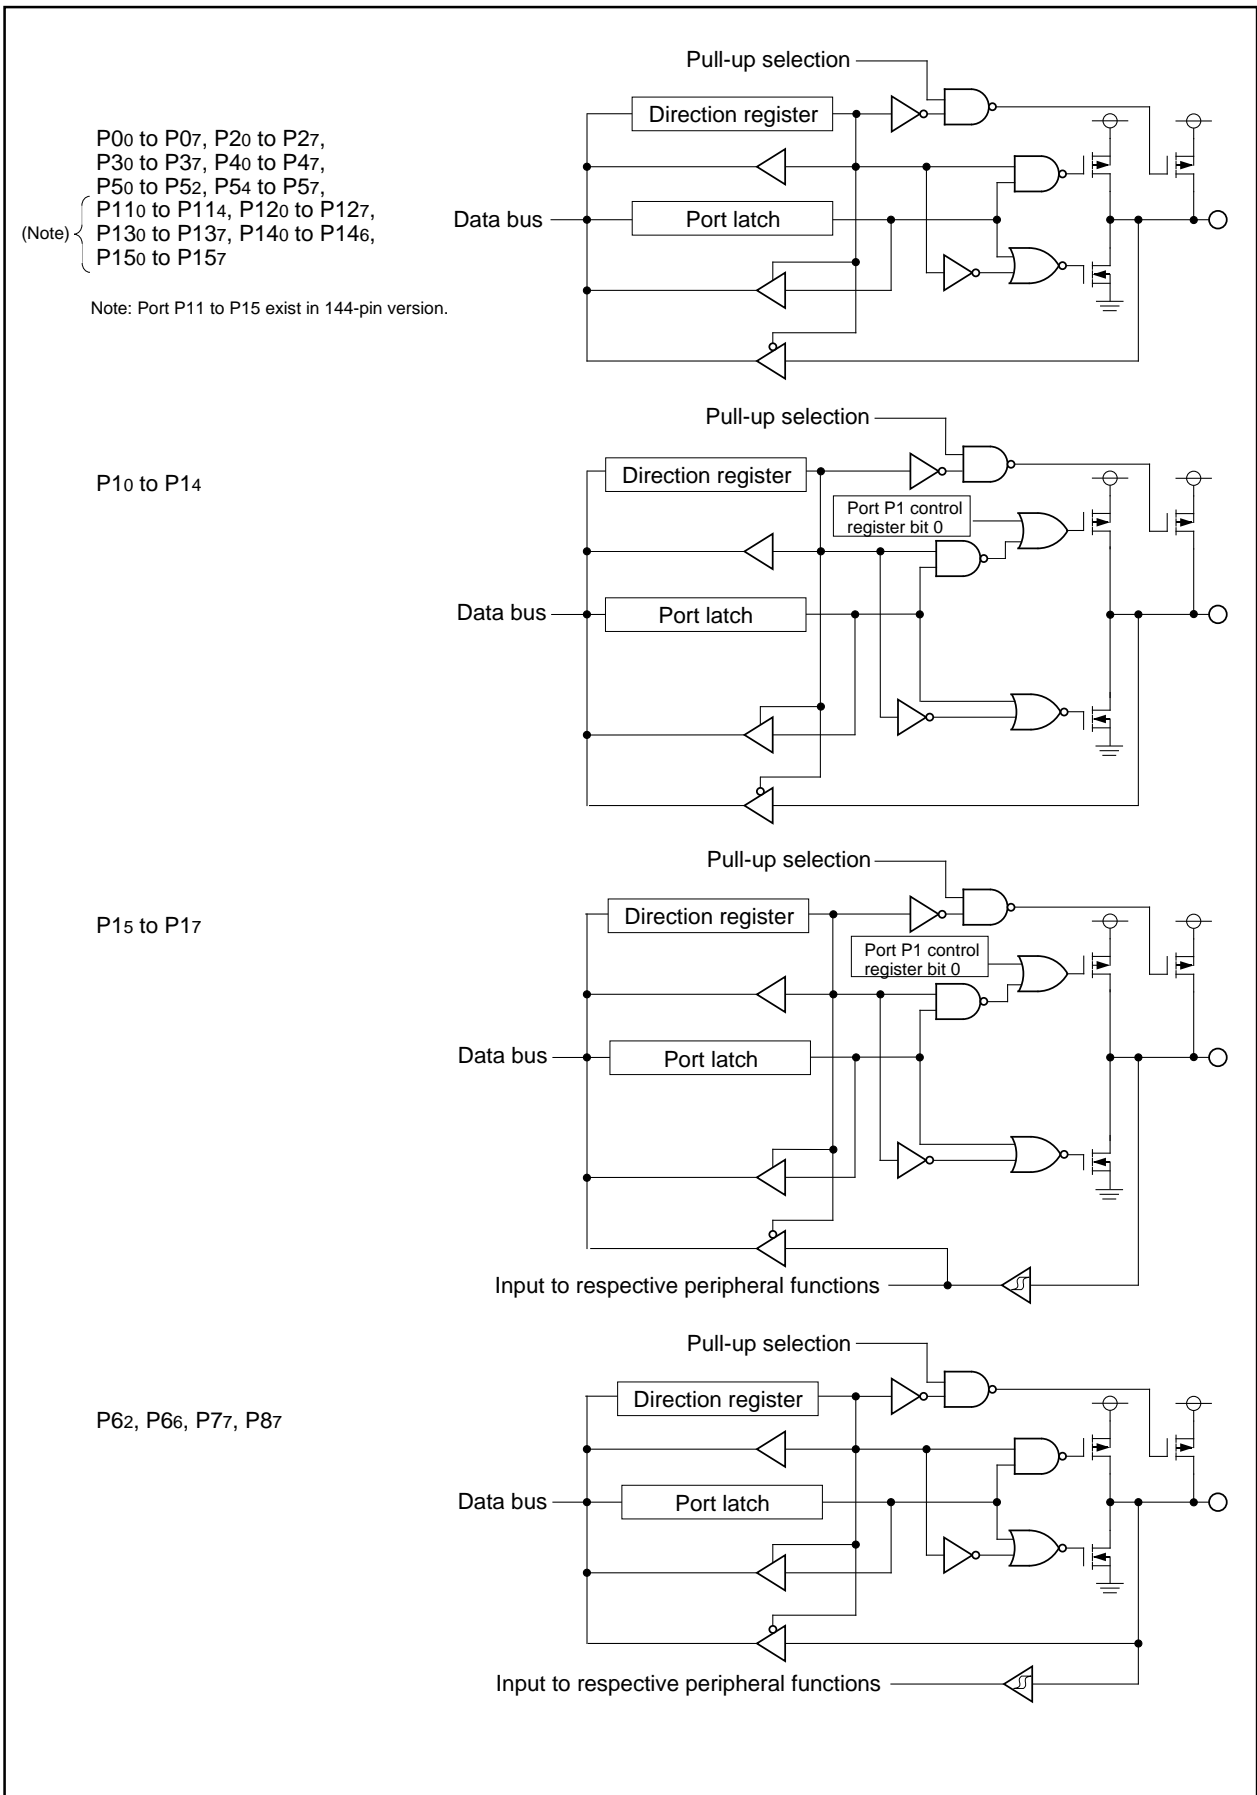 Pull-up selection
Direction register
P00 to P07, P20 to P27,
P30 to P37, P40 to P47,
P50 to P52, P54 to P57,
(Note)
P110 to P114, P120 to P127,
P130 to P137, P140 to P146,
P150 to P157
Data bus
Port latch
Note: Port P11 to P15 exist in 144-pin version.
Pull-up selection
P10 to P14
Direction register
Port P1 control
register bit 0
Data bus
Port latch
Pull-up selection
P15 to P17
Direction register
Port P1 control
register bit 0
Data bus
Port latch
Input to respective peripheral functions
Pull-up selection
P62, P66, P77, P87
Direction register
Data bus
Port latch
Input to respective peripheral functions